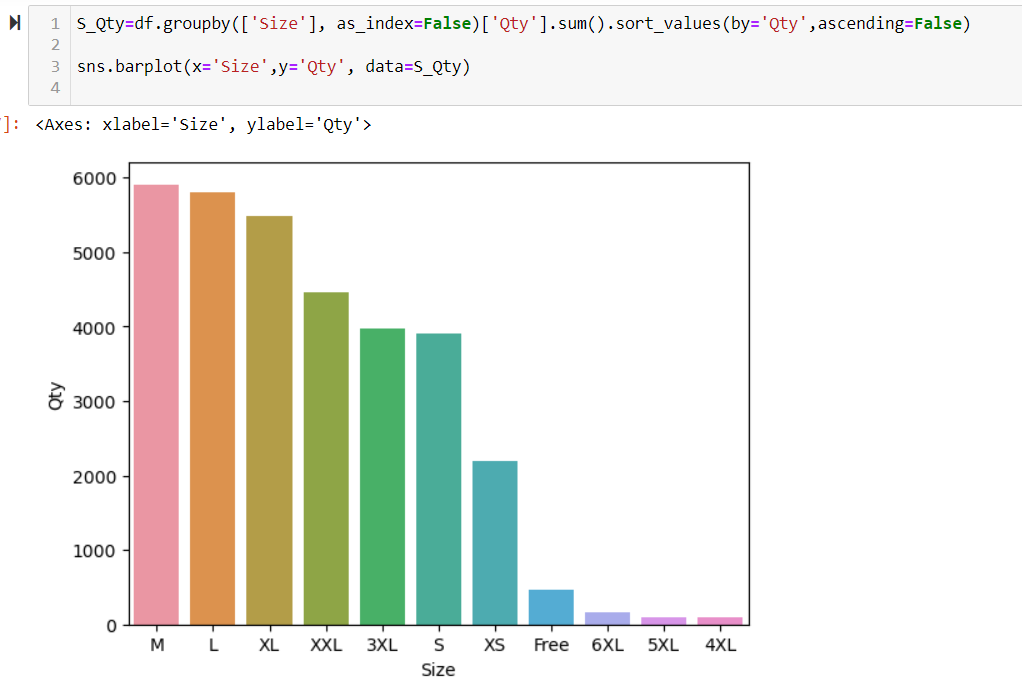 1 S_Qty=df.groupby(['Size'], as_index=False)['Qty'].sum().sort_values(by='Qty',ascending=False)
2
3 sns.barplot(x='Size',y='Qty', data=S_Qty)
4
]: <Axes: xlabel='Size', ylabel='Qty'>
6000
5000
4000
3000
2000
1000
0
Qty
M L XL XXL 3XL S XS Free 6XL 5XL 4XL
Size